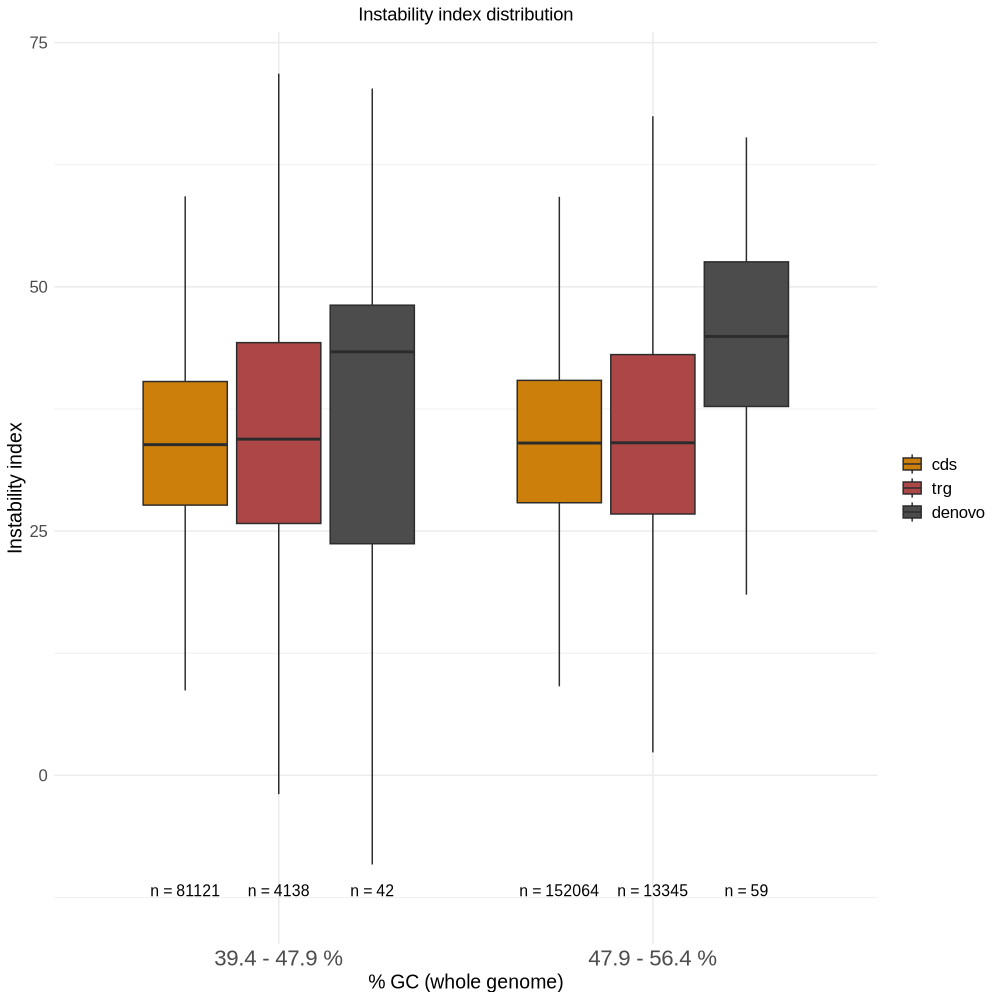 Instability index distribution
75
50
25
0
Instability index
n = 81121
n = 4138
n = 42
n = 152064
n = 13345
n = 59
39.4 - 47.9 %
47.9 - 56.4 %
% GC (whole genome)
cds
trg
denovo